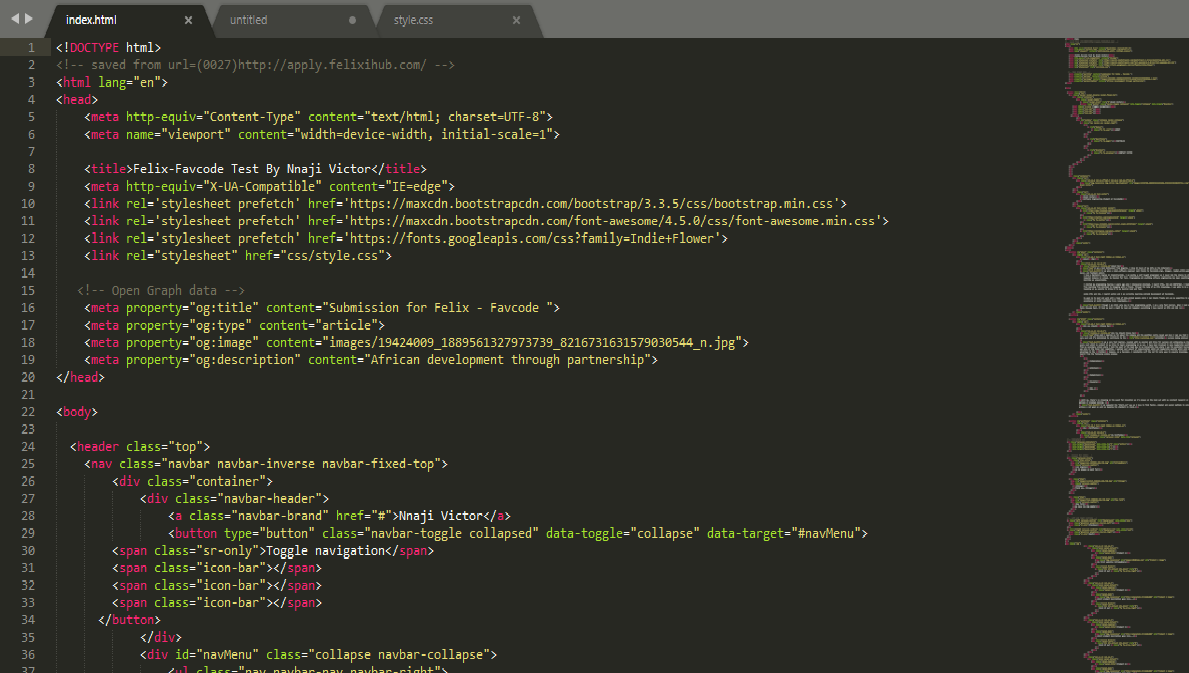 index.html
untitled
style.css
1 <!DOCTYPE html>
2 <!-- saved from url=(0027)http://apply.felixihub.com/ -->
3 <html lang="en">
4 <head>
5 <meta http-equiv="Content-Type" content="text/html; charset=UTF-8">
6 <meta name="viewport" content="width=device-width, initial-scale=1">
7
8 <title>Felix-Favcode Test By Nnaji Victor</title>
9 <meta http-equiv="X-UA-Compatible" content="IE=edge">
10 <link rel='stylesheet prefetch' href='https://maxcdn.bootstrapcdn.com/bootstrap/3.3.5/css/bootstrap.min.css'>
11 <link rel='stylesheet prefetch' href='https://maxcdn.bootstrapcdn.com/font-awesome/4.5.0/css/font-awesome.min.css'>
12 <link rel='stylesheet prefetch' href='https://fonts.googleapis.com/css?family=Indie+Flower'>
13 <link rel="stylesheet" href="css/style.css">
14
15 <!-- Open Graph data -->
16 <meta property="og:title" content="Submission for Felix - Favcode ">
17 <meta property="og:type" content="article">
18 <meta property="og:image" content="images/19424009_1889561327973739_8216731631579030544_n.jpg">
19 <meta property="og:description" content="African development through partnership">
20 </head>
21
22 <body>
23
24 <header class="top">
25 <nav class="navbar navbar-inverse navbar-fixed-top">
26 <div class="container">
27 <div class="navbar-header">
28 <a class="navbar-brand" href="#">Nnaji Victor</a>
29 <button type="button" class="navbar-toggle collapsed" data-toggle="collapse" data-target="#navMenu">
30 <span class="sr-only">Toggle navigation</span>
31 <span class="icon-bar"></span>
32 <span class="icon-bar"></span>
33 <span class="icon-bar"></span>
34 </button>
35 </div>
36 <div id="navMenu" class="collapse navbar-collapse">
37 <ul class="nav navbar-nav navbar-right">